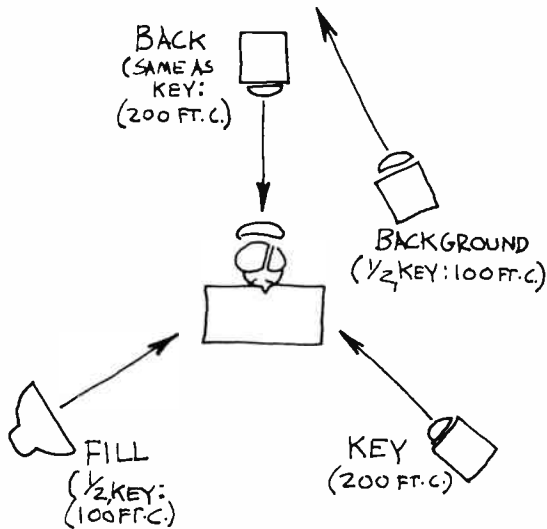 BACK
(SAME AS
KEY:
(200 FT.C.)
BACKGROUND
(1/2 KEY: 100 FT.C.)
FILL
(1/2 KEY:
(100 FT.C.)
KEY
(200 FT.C.)